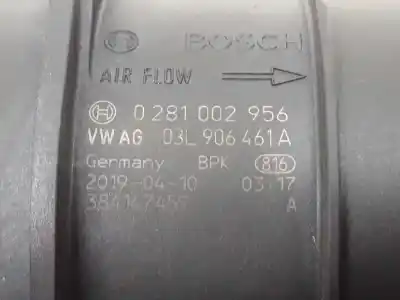 BOSCH
AIR FLOW
0 281 002 956
VW AG 03L 906 461 A
Germany BPK 816
2019-04-10 03:17
384147455 A